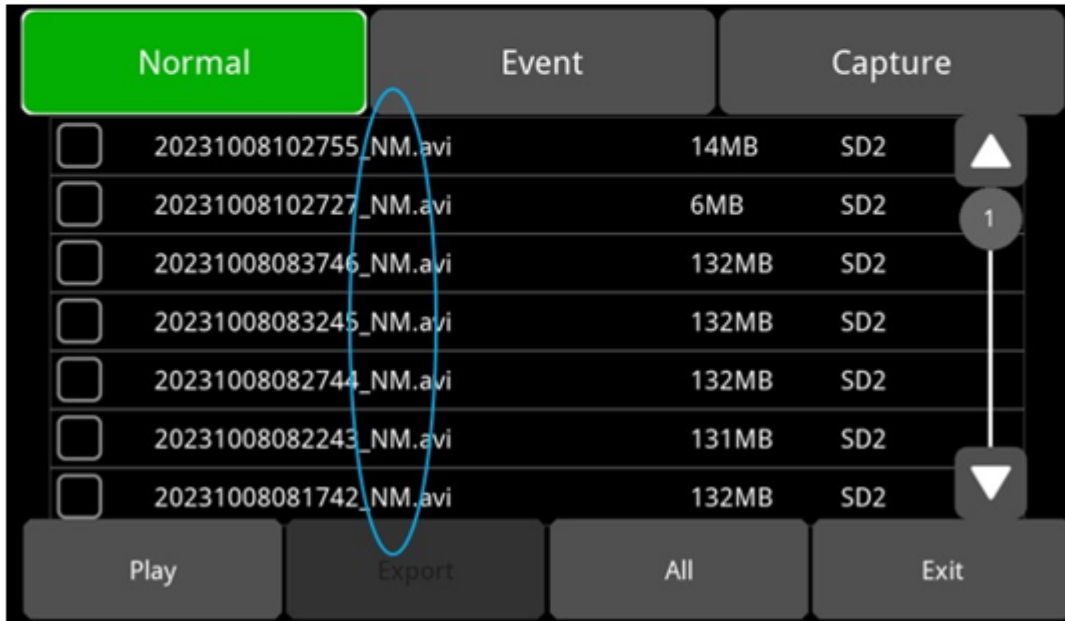 Normal Event Capture
20231008102755_NM.avi 14MB SD2
20231008102727_NM.avi 6MB SD2
1
20231008083746_NM.avi 132MB SD2
20231008083245_NM.avi 132MB SD2
20231008082744_NM.avi 132MB SD2
20231008082243_NM.avi 131MB SD2
20231008081742_NM.avi 132MB SD2
Play Export All Exit